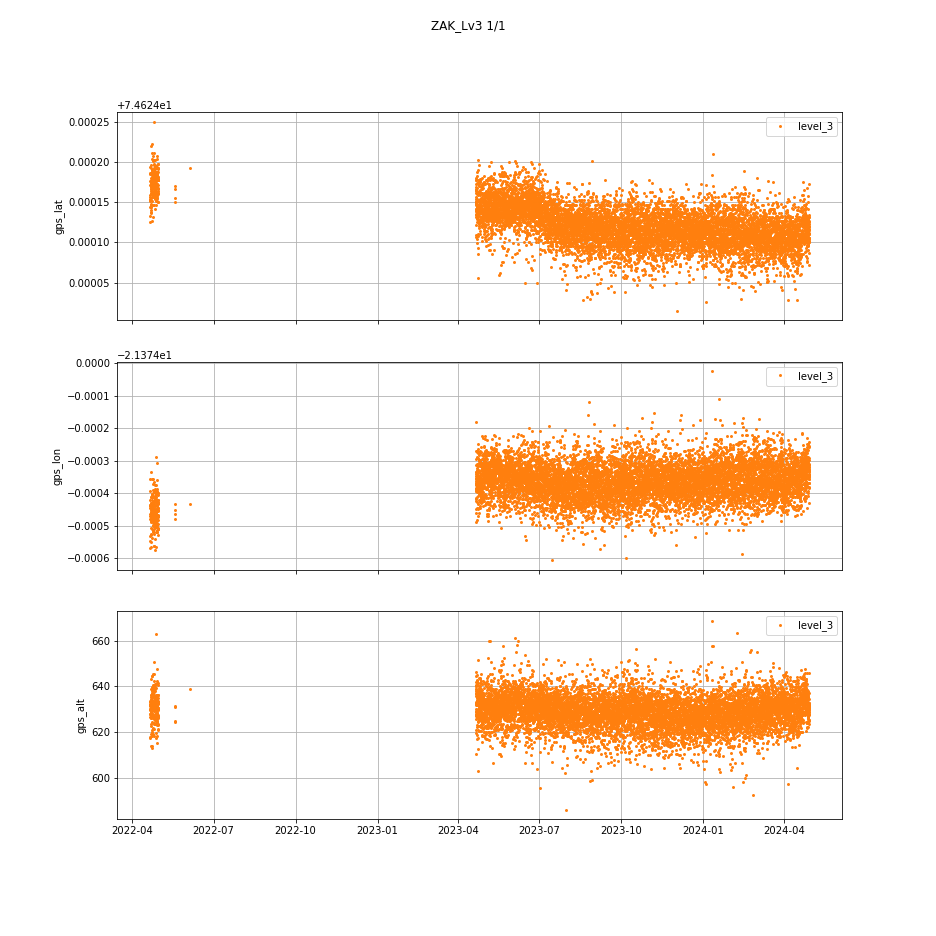 ZAK_Lv3 1/1
+7.4624e1
0.00025
0.00020
0.00015
0.00010
0.00005
gps_lat
level_3
−2.1374e1
0.0000
−0.0001
−0.0002
−0.0003
−0.0004
−0.0005
−0.0006
gps_lon
level_3
660
640
620
600
gps_alt
level_3
2022-04 2022-07 2022-10 2023-01 2023-04 2023-07 2023-10 2024-01 2024-04